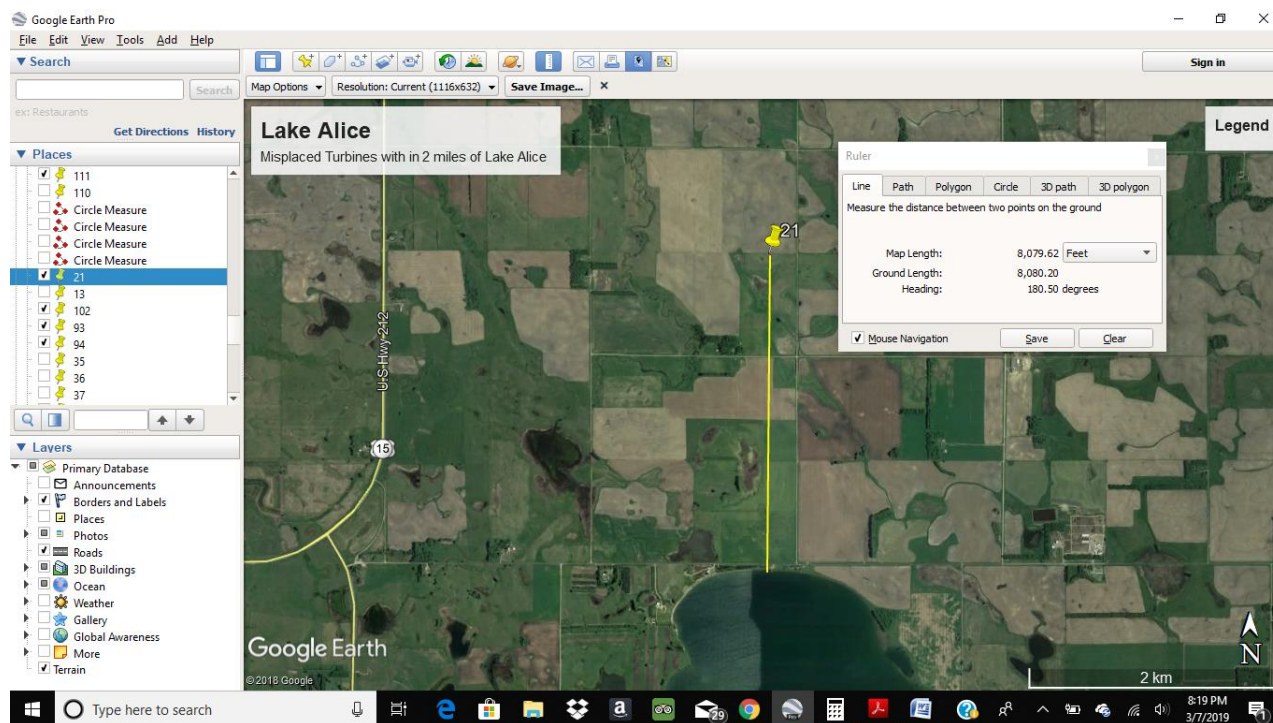 Google Earth Pro
File Edit View Tools Add Help
Search
Search
ex: Restaurants
Get Directions History
Places
111
110
Circle Measure
Circle Measure
Circle Measure
Circle Measure
21
13
102
93
94
35
36
37
Layers
Primary Database
Announcements
Borders and Labels
Places
Photos
Roads
3D Buildings
Ocean
Weather
Gallery
Global Awareness
More
Terrain
Sign in
Map Options Resolution: Current (1116x632) Save Image...
Lake Alice
Misplaced Turbines with in 2 miles of Lake Alice
Legend
Ruler
Line Path Polygon Circle 3D path 3D polygon
Measure the distance between two points on the ground
Map Length: 8,079.62 Feet
Ground Length: 8,080.20
Heading: 180.50 degrees
Mouse Navigation Save Clear
21
U-S-Hwy-212
15
Google Earth
©2018 Google
N
2 km
Type here to search
29
8:19 PM
3/7/2019